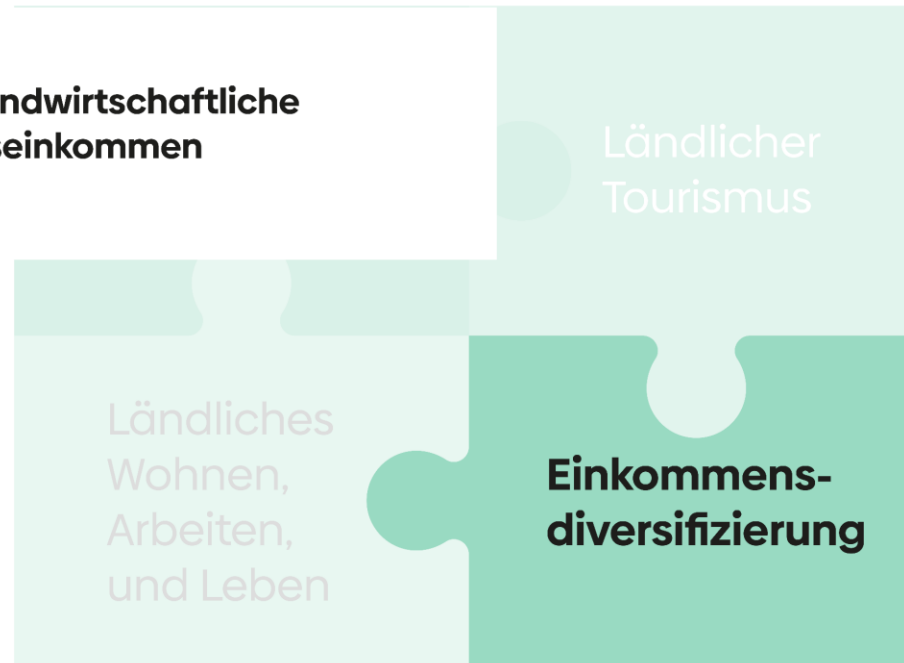 ndwirtschaftliche
seinkommen
Ländlicher
Tourismus
Ländliches
Wohnen,
Arbeiten,
und Leben
Einkommens-
diversifizierung